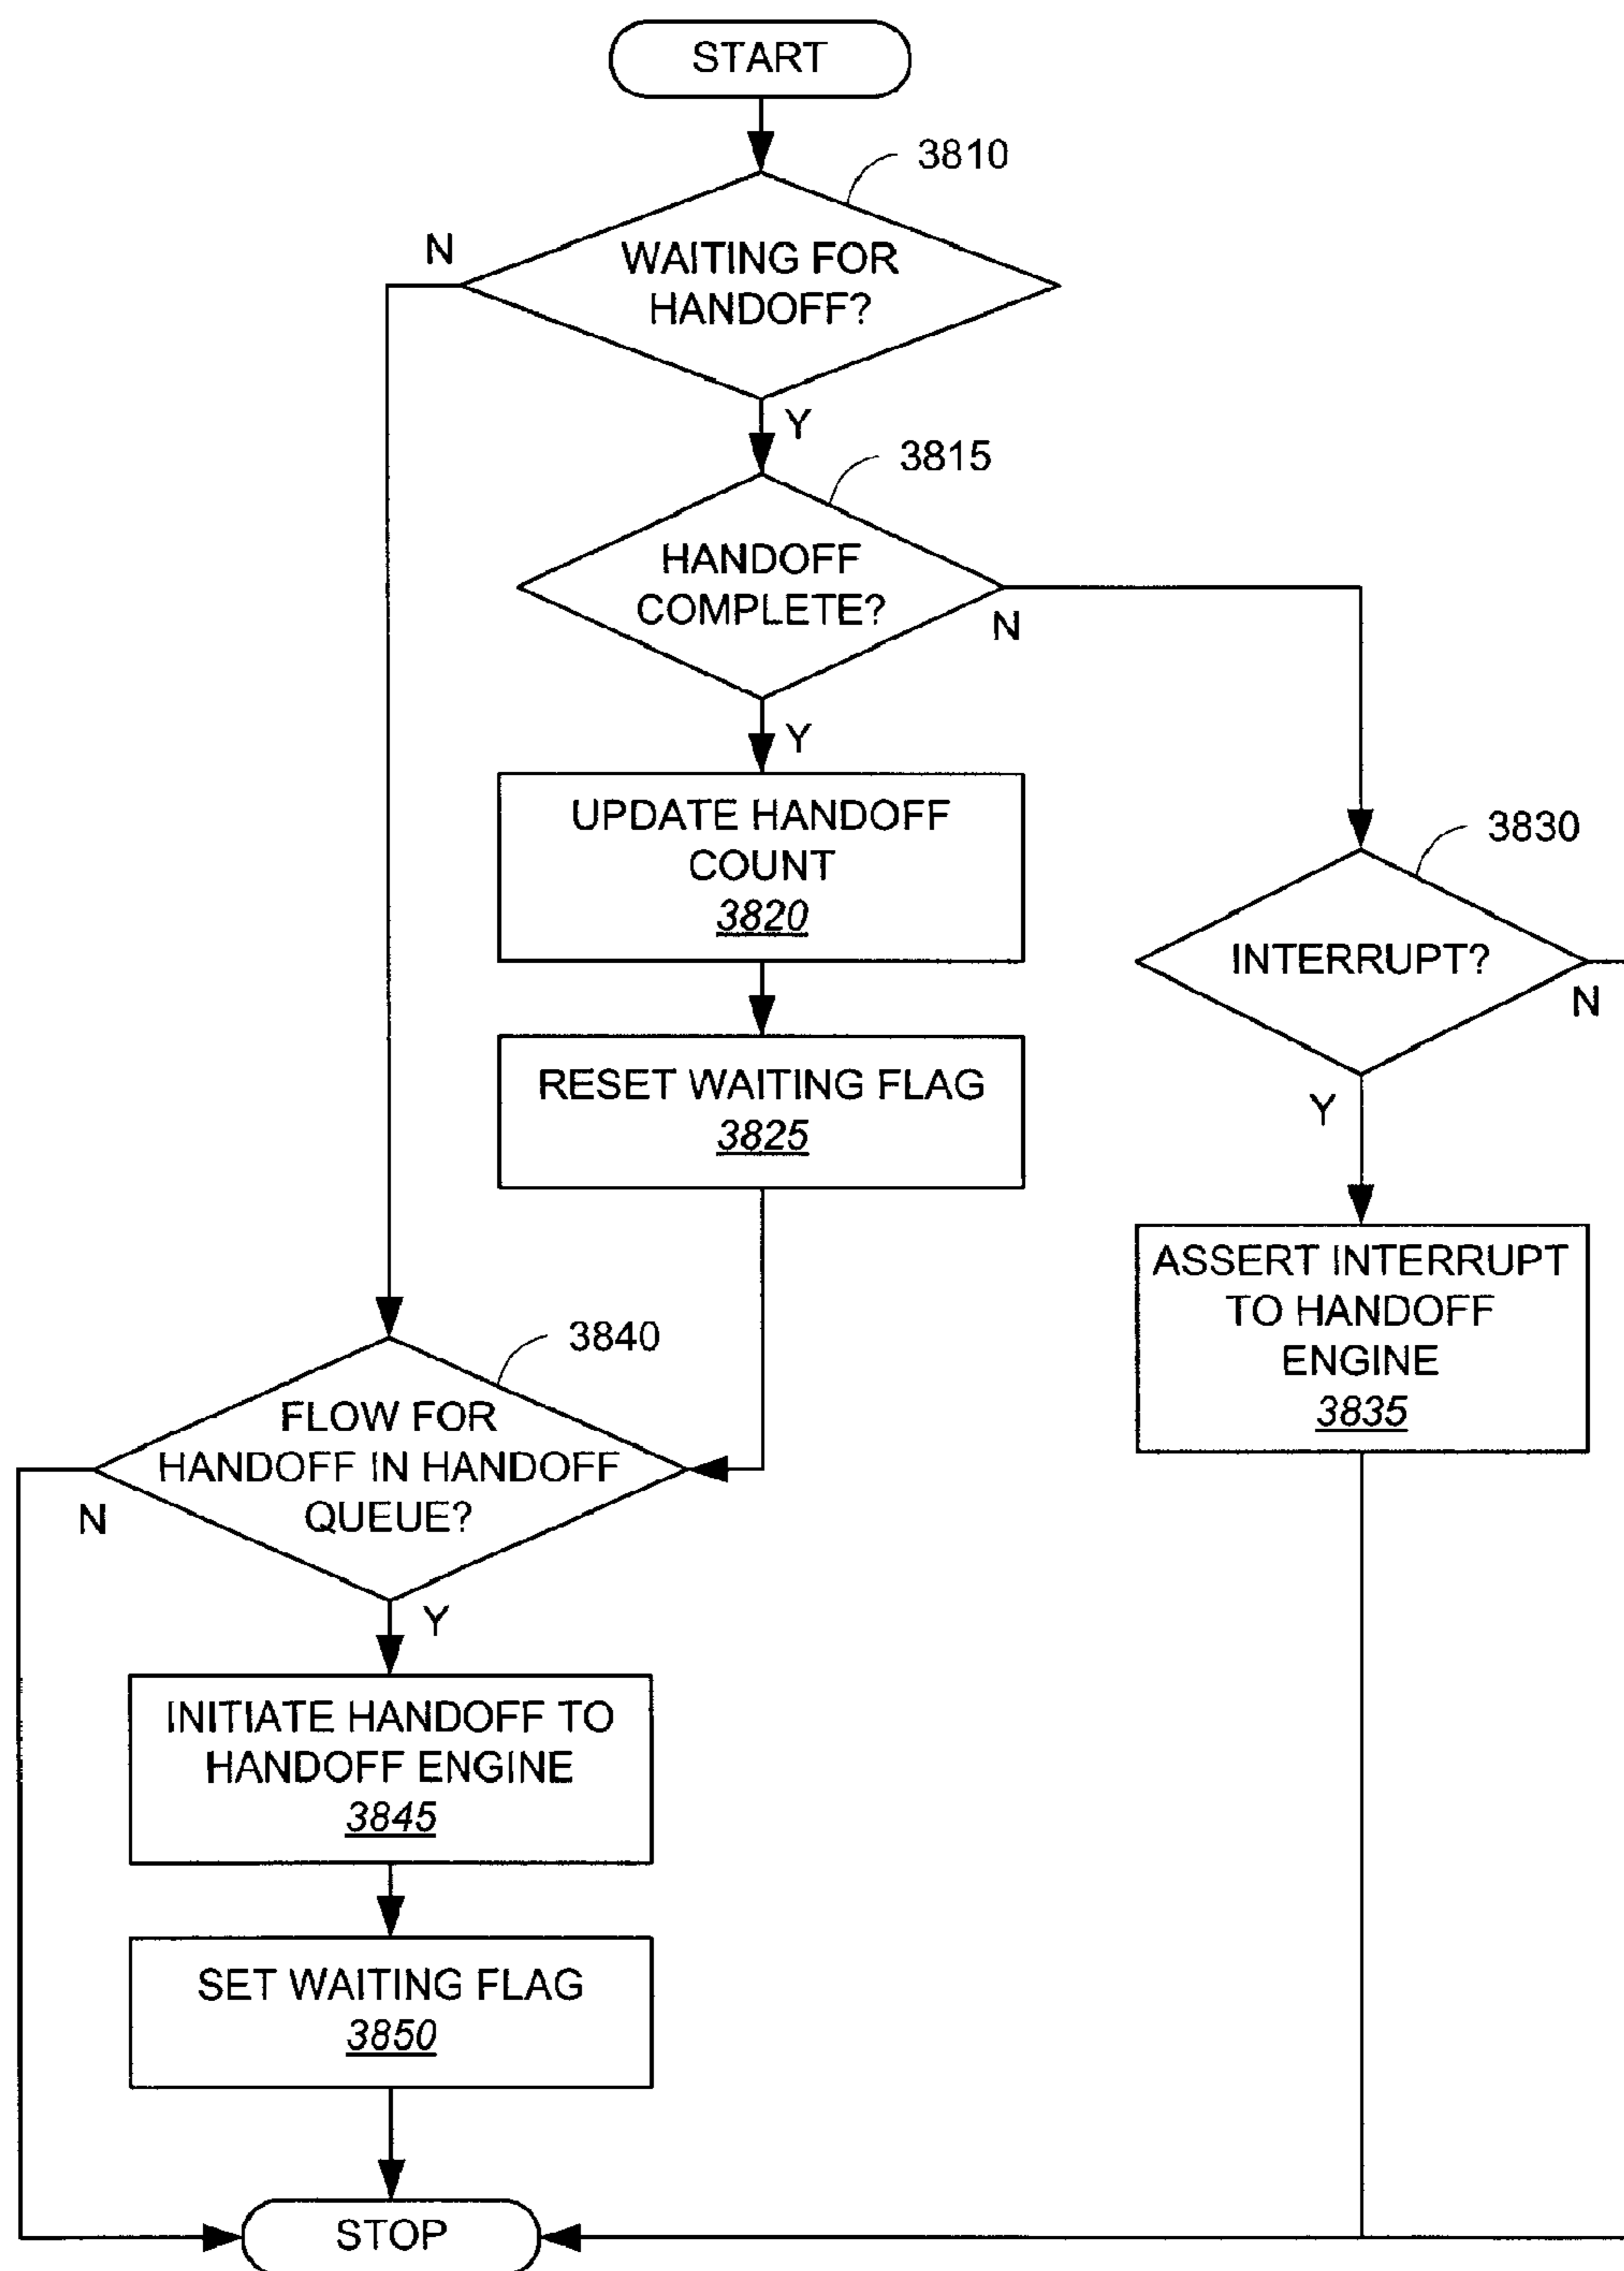 START
3810
N
WAITING FOR
HANDOFF?
Y
3815
HANDOFF
COMPLETE?
N
Y
UPDATE HANDOFF
COUNT
3820
3830
INTERRUPT?
N
RESET WAITING FLAG
3825
Y
ASSERT INTERRUPT
TO HANDOFF
ENGINE
3835
3840
FLOW FOR
HANDOFF IN HANDOFF
QUEUE?
N
Y
INITIATE HANDOFF TO
HANDOFF ENGINE
3845
SET WAITING FLAG
3850
STOP